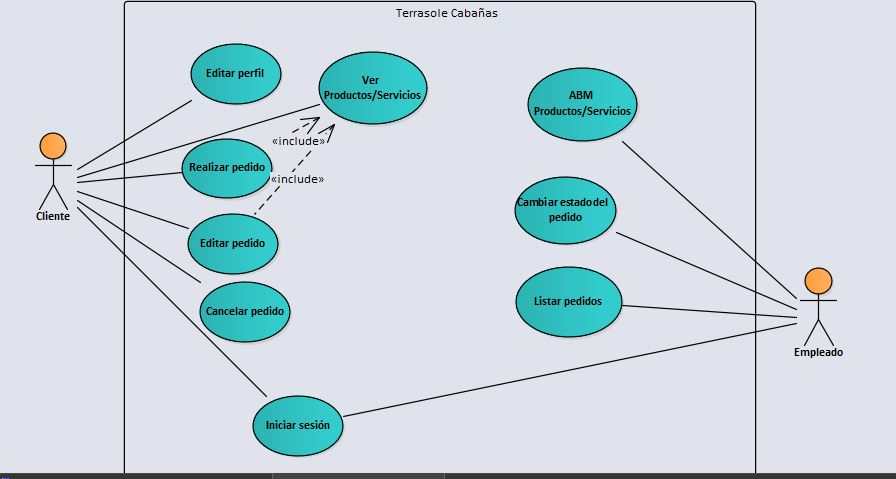 Terrasole Cabañas
Editar perfil
Ver
Productos/Servicios
ABM
Productos/Servicios
«include»
Realizar pedido
«include»
Cliente
Cambiar estado del
pedido
Editar pedido
Listar pedidos
Cancelar pedido
Empleado
Iniciar sesión